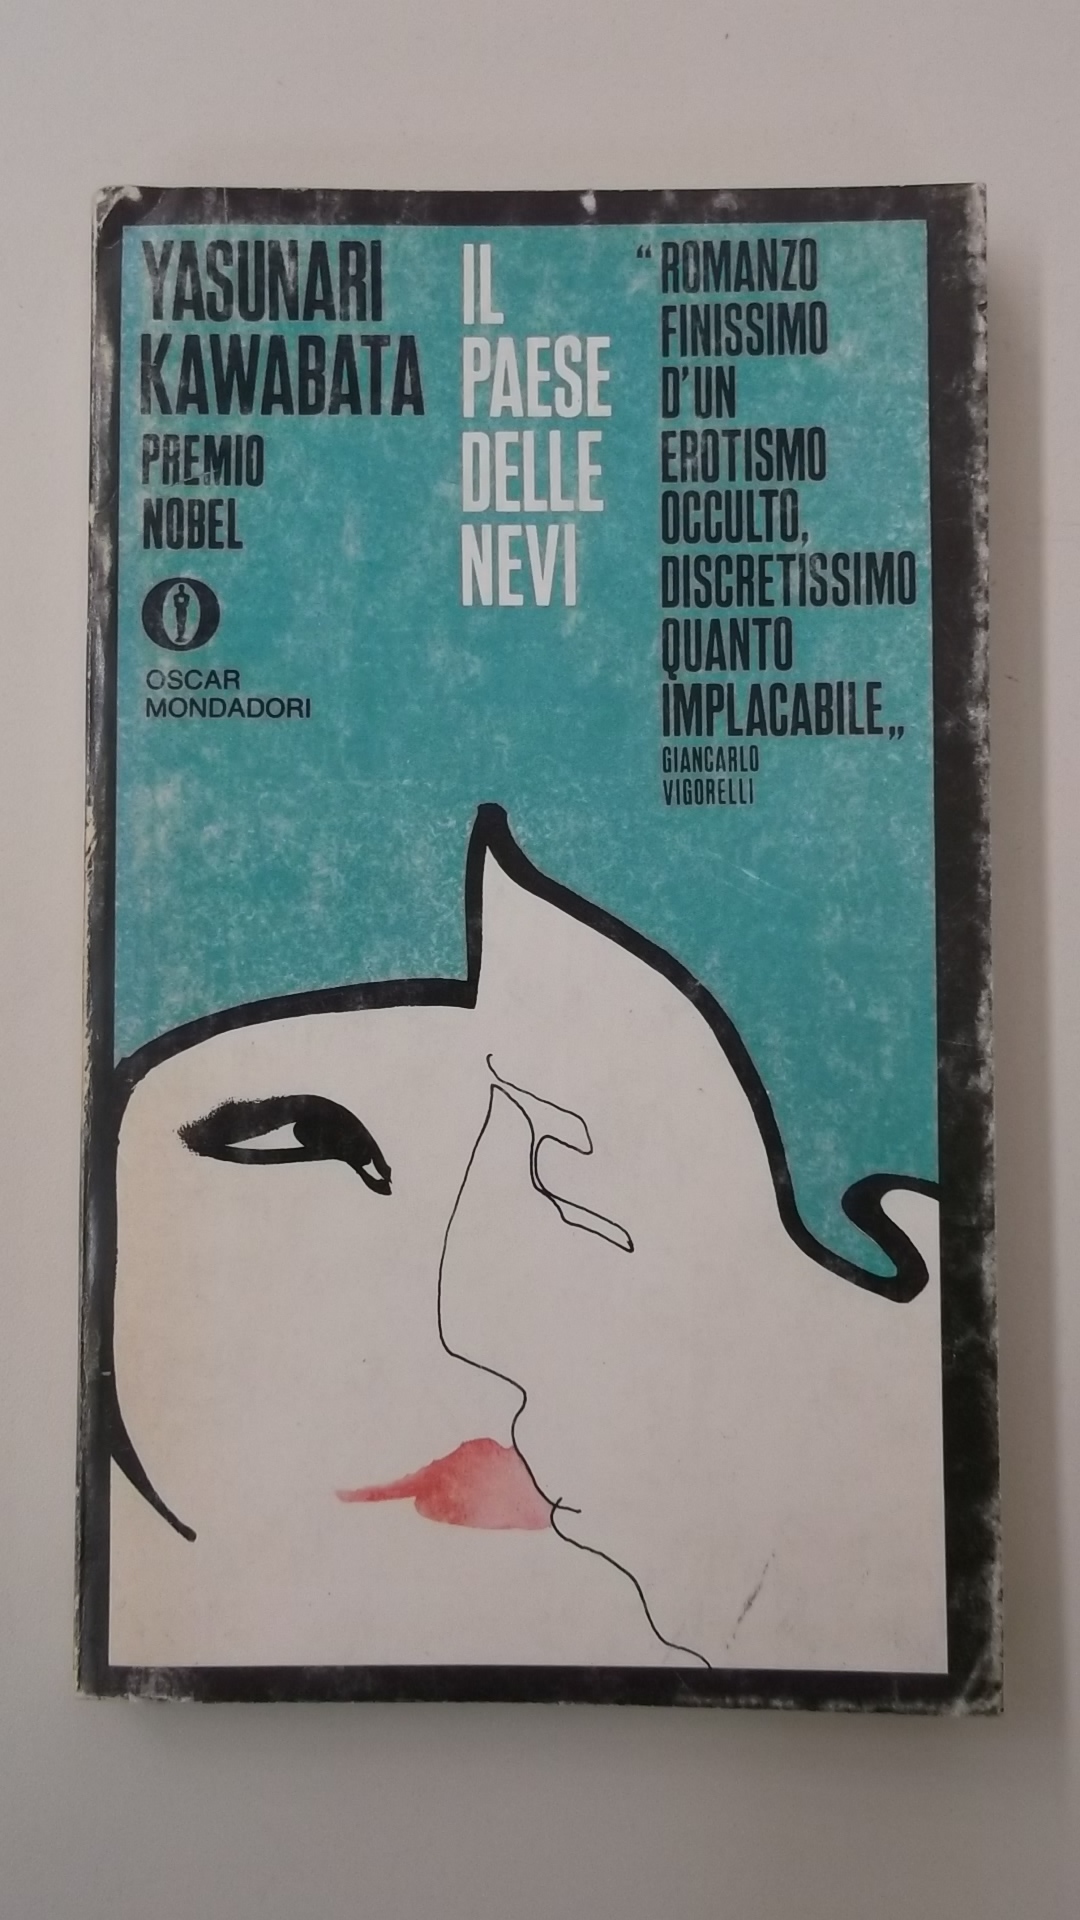 YASUNARI
KAWABATA
PREMIO
NOBEL
OSCAR
MONDADORI
IL
PAESE
DELLE
NEVI
“ROMANZO
FINISSIMO
D'UN
EROTISMO
OCCULTO,
DISCRETISSIMO
QUANTO
IMPLACABILE„
GIANCARLO
VIGORELLI